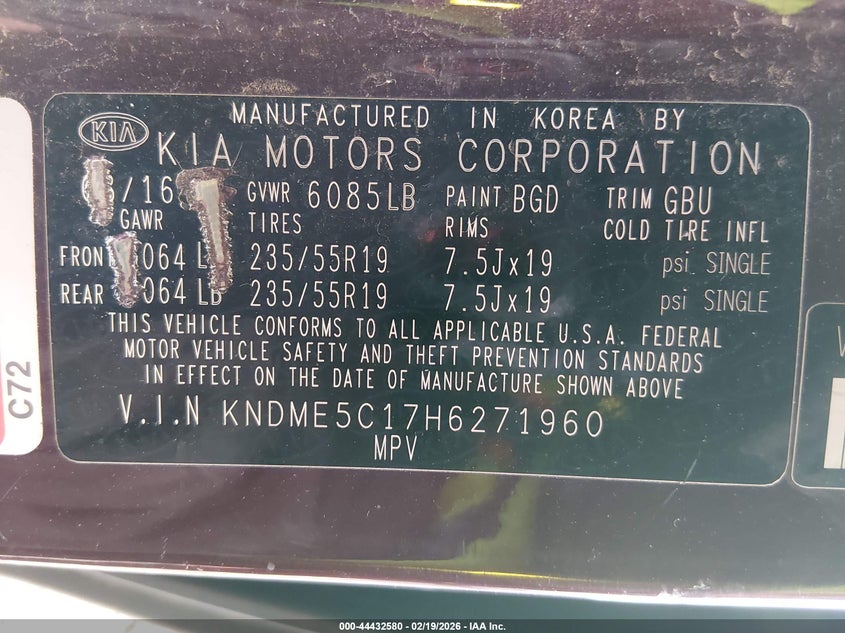 MANUFACTURED IN KOREA BY
KIA KIA MOTORS CORPORATION
/16 GVWR 6085LB PAINT BGD TRIM GBU
GAWR TIRES RIMS COLD TIRE INFL
FRONT 064 L 235/55R19 7.5Jx19 psi SINGLE
REAR 064 LB 235/55R19 7.5Jx19 psi SINGLE
THIS VEHICLE CONFORMS TO ALL APPLICABLE U.S.A. FEDERAL
MOTOR VEHICLE SAFETY AND THEFT PREVENTION STANDARDS
IN EFFECT ON THE DATE OF MANUFACTURE SHOWN ABOVE
V.I.N KNDME5C17H6271960
MPV
C72
V
000-44432580 - 02/19/2026 - IAA Inc.